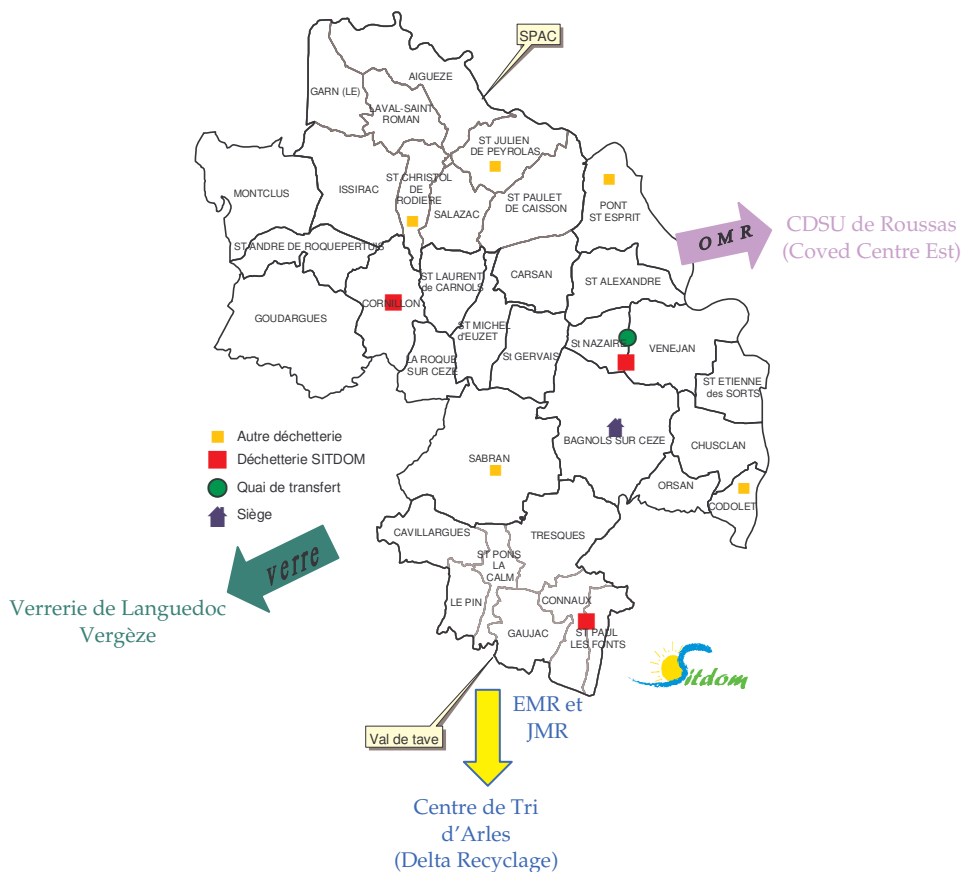 SPAC
AIGUEZE
GARN (LE)
LAVAL-SAINT
ROMAN
ST JULIEN
DE PEYROLAS
ST CHRISTOL
DE
RODIERE
ISSIRAC
MONTCLUS
SALAZAC
ST PAULET
DE CAISSON
PONT
ST ESPRIT
OMR
CDSU de Roussas
(Coved Centre Est)
ST ANDRE DE ROQUEPERTUIS
ST LAURENT
de CARNOLS
CARSAN
ST ALEXANDRE
CORNILLON
GOUDARGUES
ST MICHEL
d'EUZET
St GERVAIS
St NAZAIRE
VENEJAN
LA ROQUE
SUR CEZE
ST ETIENNE
des SORTS
BAGNOLS SUR CEZE
CHUSCLAN
SABRAN
ORSAN
CODOLET
Autre déchetterie
Déchetterie SITDOM
Quai de transfert
Siège
CAVILLARGUES
TRESQUES
ST PONS
LA
CALM
verre
Verrerie de Languedoc
Vergèze
LE PIN
CONNAUX
GAUJAC
ST PAUL
LES FONTS
Sitdom
Val de tave
EMR et
JMR
Centre de Tri
d'Arles
(Delta Recyclage)